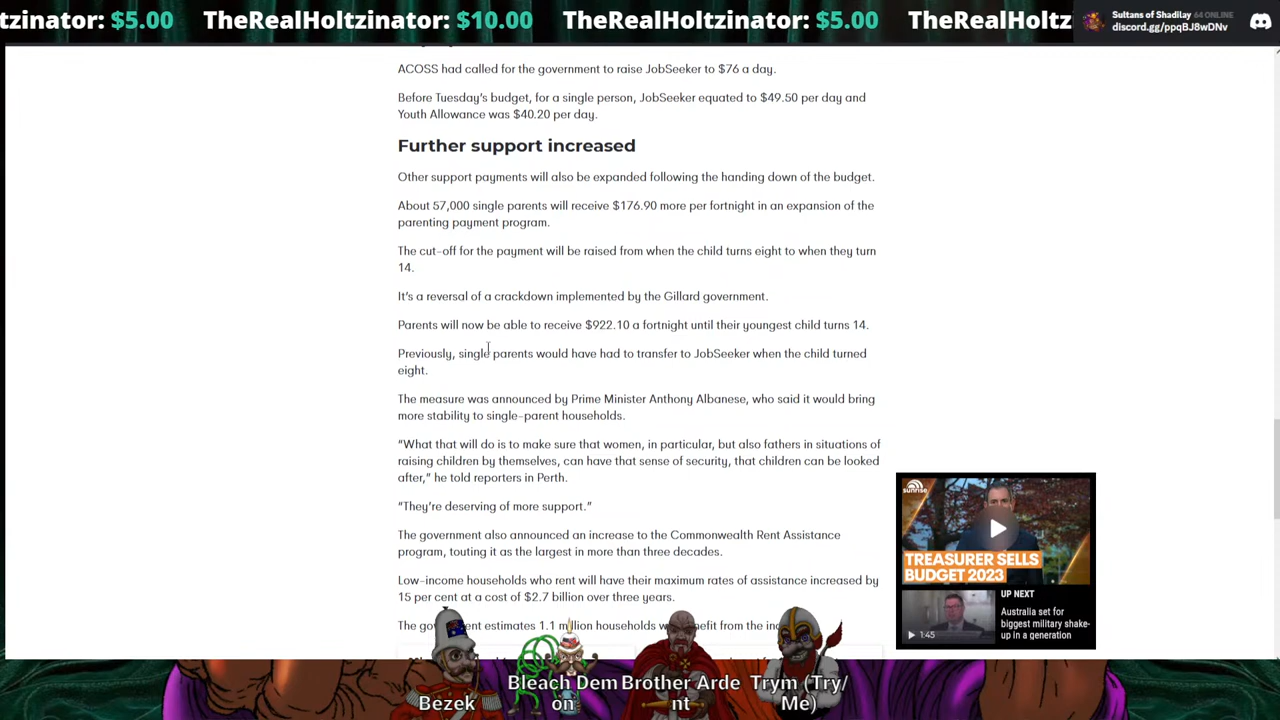 tzinator: $5.00 TheRealHoltzinator: $10.00 TheRealHoltzinator: $5.00 TheRealHoltz
Sultans of Shadilay 64 ONLINE
discord.gg/ppqBJ8wDNv
ACOSS had called for the government to raise JobSeeker to $76 a day.
Before Tuesday's budget, for a single person, JobSeeker equated to $49.50 per day and
Youth Allowance was $40.20 per day.
Further support increased
Other support payments will also be expanded following the handing down of the budget.
About 57,000 single parents will receive $176.90 more per fortnight in an expansion of the
parenting payment program.
The cut-off for the payment will be raised from when the child turns eight to when they turn
14.
It's a reversal of a crackdown implemented by the Gillard government.
Parents will now be able to receive $922.10 a fortnight until their youngest child turns 14.
Previously, single parents would have had to transfer to JobSeeker when the child turned
eight.
The measure was announced by Prime Minister Anthony Albanese, who said it would bring
more stability to single-parent households.
"What that will do is to make sure that women, in particular, but also fathers in situations of
raising children by themselves, can have that sense of security, that children can be looked
after," he told reporters in Perth.
"They're deserving of more support."
The government also announced an increase to the Commonwealth Rent Assistance
program, touting it as the largest in more than three decades.
Low-income households who rent will have their maximum rates of assistance increased by
15 per cent at a cost of $2.7 billion over three years.
The estimates 1.1 million households from the
sunrise
TREASURER SELLS
BUDGET 2023
UP NEXT
Australia set for
biggest military shake-
up in a generation
1:45
Bezek
Bleach Dem
on
Brother Arde
nt
Trym (Try/
Me)